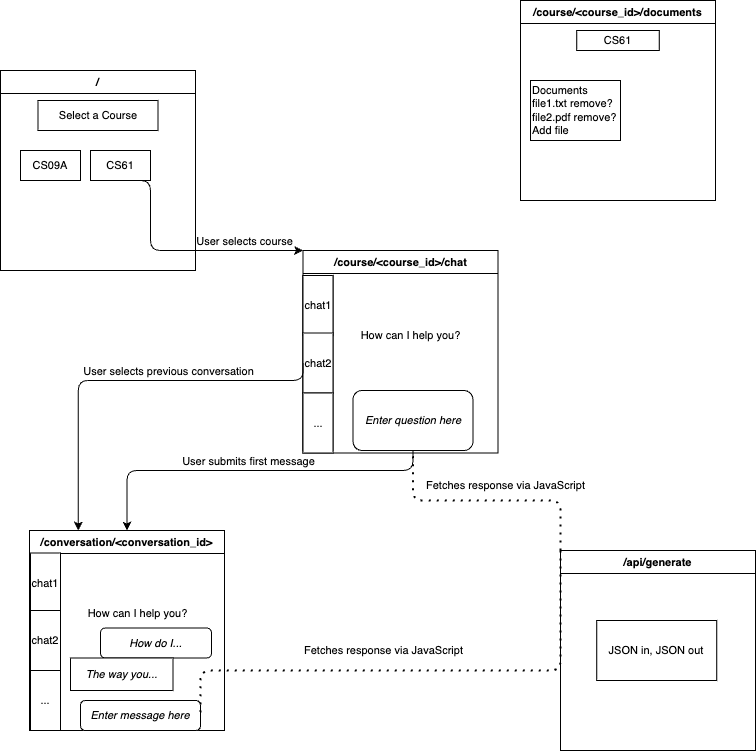 /course/<course_id>/documents
CS61
Documents
file1.txt remove?
file2.pdf remove?
Add file
/
Select a Course
CS09A
CS61
User selects course
/course/<course_id>/chat
chat1
How can I help you?
chat2
...
Enter question here
User selects previous conversation
User submits first message
Fetches response via JavaScript
/conversation/<conversation_id>
chat1
How can I help you?
chat2
How do I...
The way you...
...
Enter message here
Fetches response via JavaScript
/api/generate
JSON in, JSON out